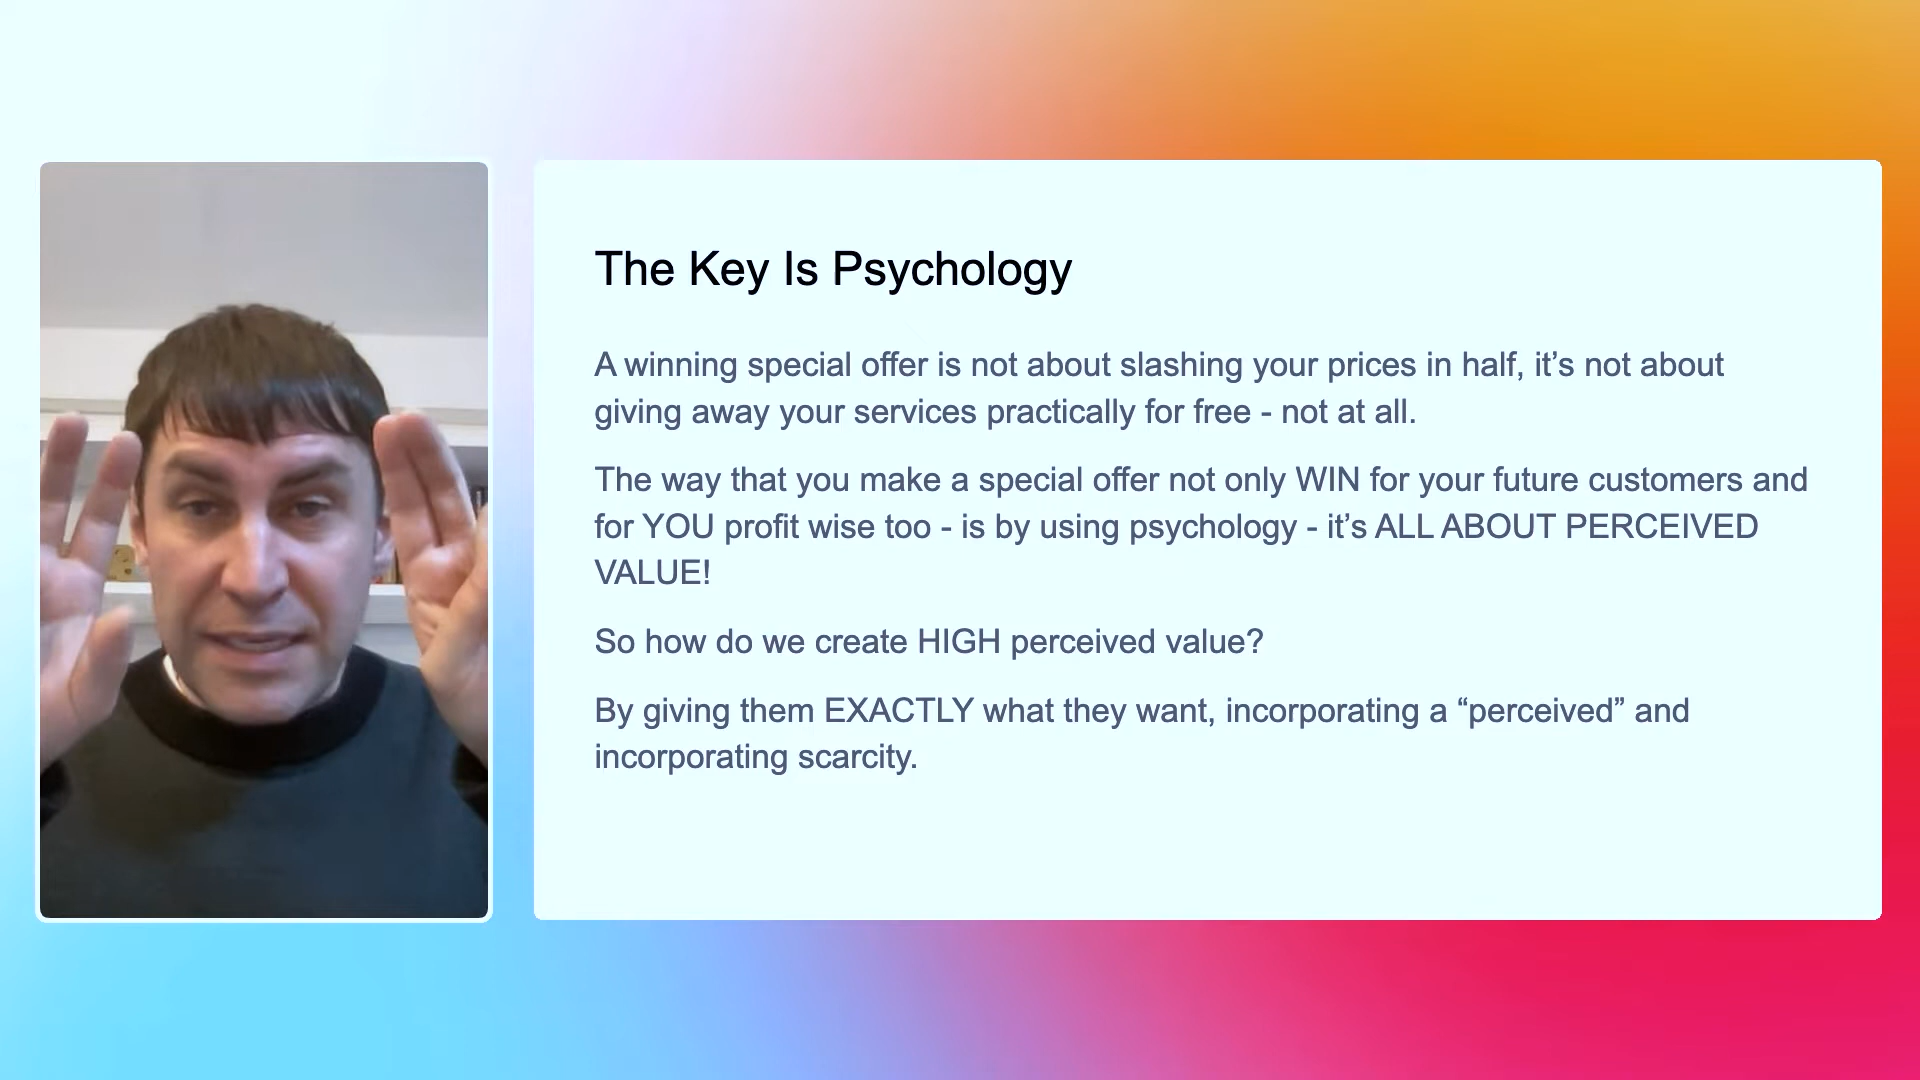 The Key Is Psychology
A winning special offer is not about slashing your prices in half, it’s not about
giving away your services practically for free - not at all.
The way that you make a special offer not only WIN for your future customers and
for YOU profit wise too - is by using psychology - it’s ALL ABOUT PERCEIVED
VALUE!
So how do we create HIGH perceived value?
By giving them EXACTLY what they want, incorporating a “perceived” and
incorporating scarcity.